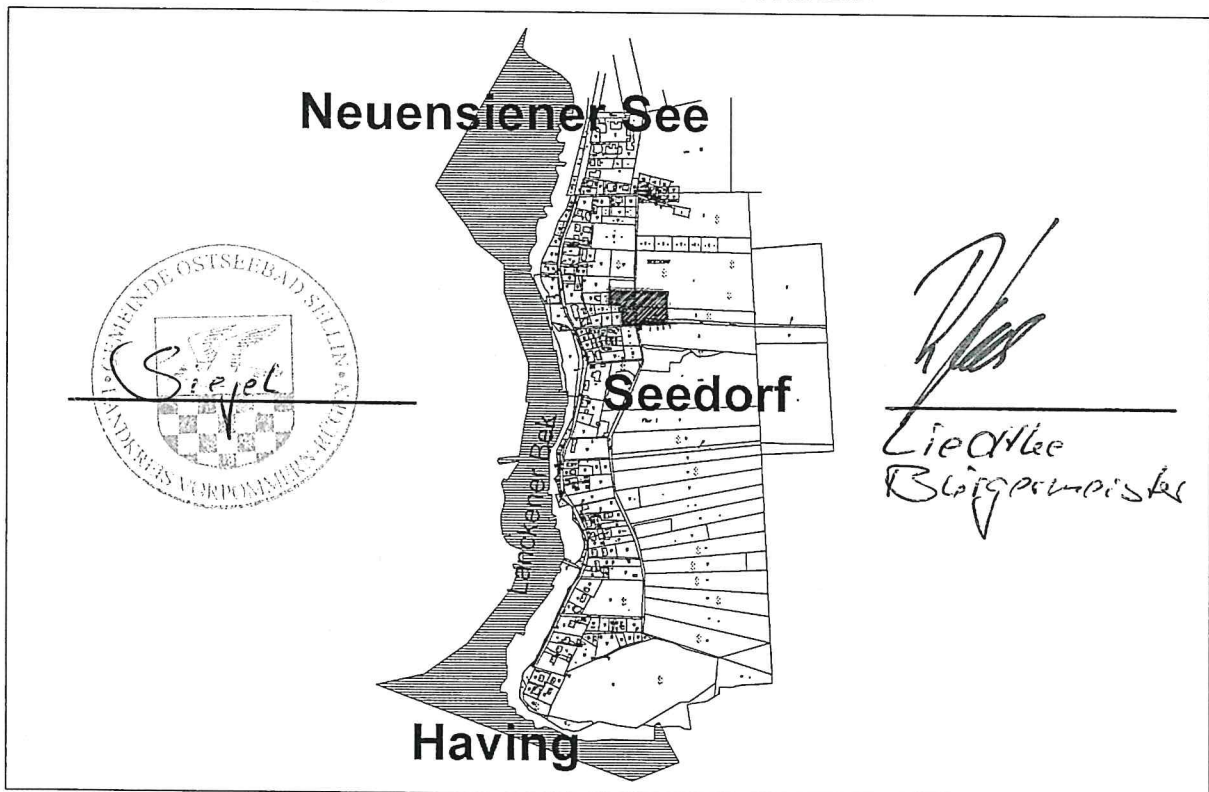 Neuensiener See
GEMEINDE OSTSEEBAD SELLIN
Siegel
LANDKREIS VORPOMMERN-RÜGEN
Seedorf
Lanckener Bek
Liedtke
Bürgermeister
Having